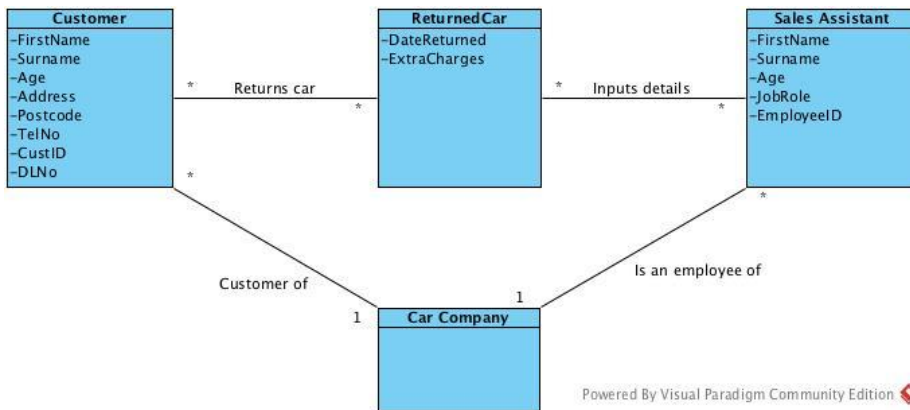 Customer
-FirstName
-Surname
-Age
-Address
-Postcode
-TelNo
-CustID
-DLNo
* Returns car *
ReturnedCar
-DateReturned
-ExtraCharges
* Inputs details *
Sales Assistant
-FirstName
-Surname
-Age
-JobRole
-EmployeeID
*
Customer of
1
*
Is an employee of
1
Car Company
Powered By Visual Paradigm Community Edition